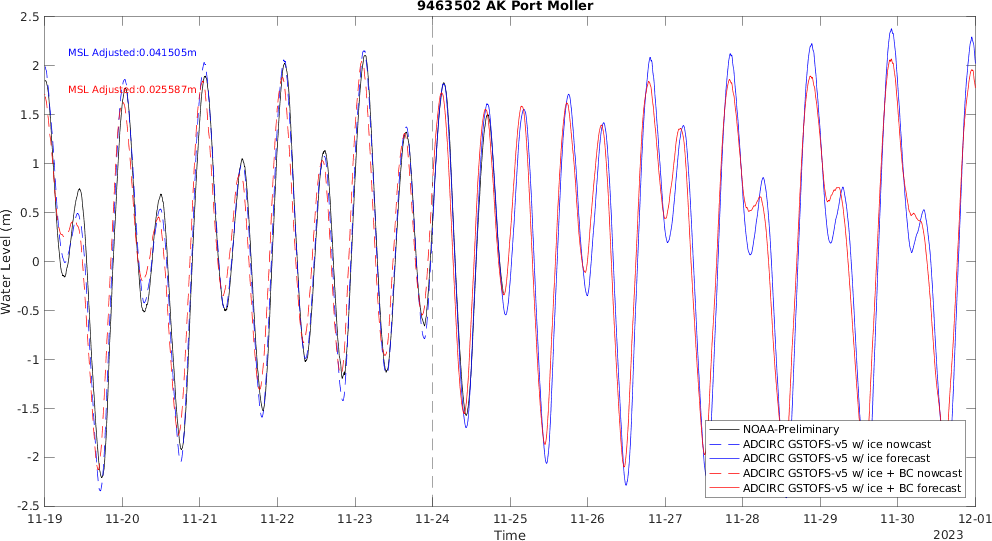 9463502 AK Port Moller
MSL Adjusted:0.041505m
MSL Adjusted:0.025587m
Water Level (m)
2.5
2
1.5
1
0.5
0
-0.5
-1
-1.5
-2
-2.5
NOAA-Preliminary
ADCIRC GSTOFS-v5 w/ ice nowcast
ADCIRC GSTOFS-v5 w/ ice forecast
ADCIRC GSTOFS-v5 w/ ice + BC nowcast
ADCIRC GSTOFS-v5 w/ ice + BC forecast
11-19 11-20 11-21 11-22 11-23 11-24 11-25 11-26 11-27 11-28 11-29 11-30 12-01
Time
2023